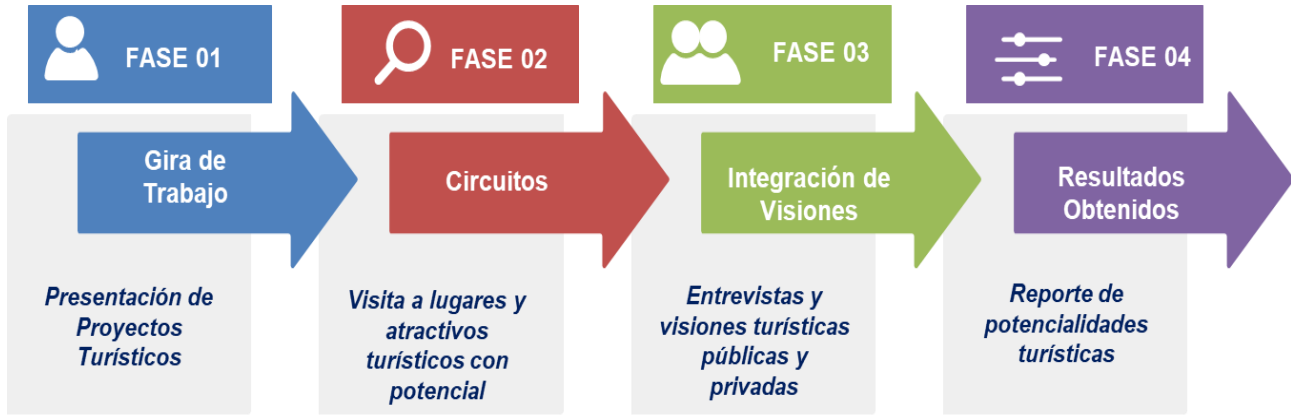 FASE 01
Gira de
Trabajo
Presentación de
Proyectos
Turísticos
FASE 02
Circuitos
Visita a lugares y
atractivos
turísticos con
potencial
FASE 03
Integración de
Visiones
Entrevistas y
visiones turísticas
públicas y
privadas
FASE 04
Resultados
Obtenidos
Reporte de
potencialidades
turísticas